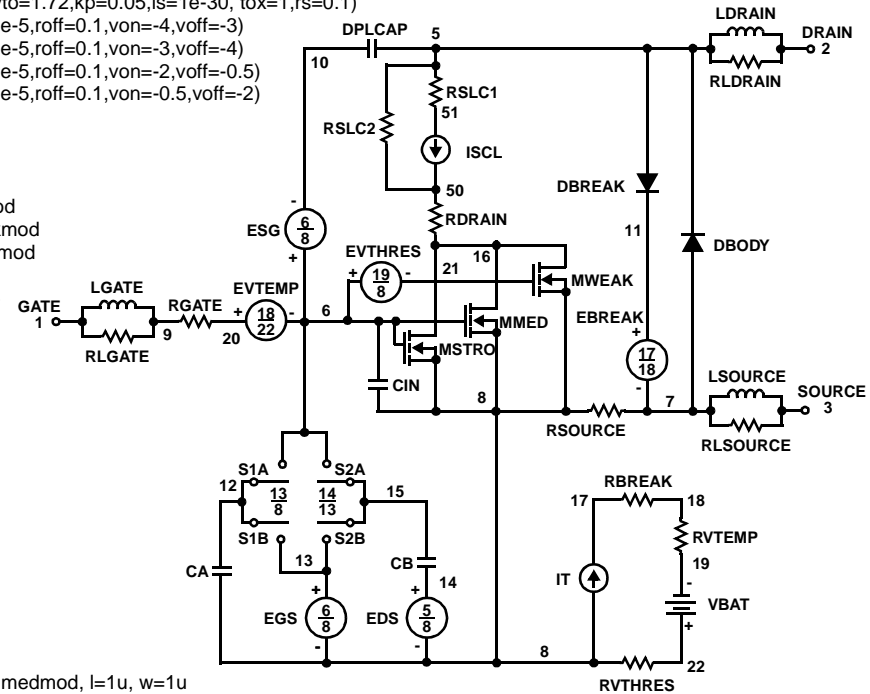 vto=1.72,kp=0.05,is=1e-30, tox=1,rs=0.1)
e-5,roff=0.1,von=-4,voff=-3)
e-5,roff=0.1,von=-3,voff=-4)
e-5,roff=0.1,von=-2,voff=-0.5)
e-5,roff=0.1,von=-0.5,voff=-2)
LDRAIN
DPLCAP
5
DRAIN
2
10
RLDRAIN
RSLC1
51
RSLC2
ISCL
DBREAK
50
RDRAIN
11
DBODY
ESG
6
8
-
+
EVTHRES
+
19
8
-
21
16
MWEAK
LGATE
GATE
1
RLGATE
9
RGATE
20
EVTEMP
+
18
22
-
6
MMED
MSTRO
EBREAK
+
17
18
-
CIN
8
RSOURCE
7
LSOURCE
SOURCE
3
RLSOURCE
12
S1A
13
8
S2A
14
13
15
S1B
S2B
13
CA
CB
14
+
EGS
6
8
-
+
EDS
5
8
-
RBREAK
17
18
RVTEMP
19
IT
-
VBAT
+
8
22
RVTHRES
od
mod
medmod, l=1u, w=1u